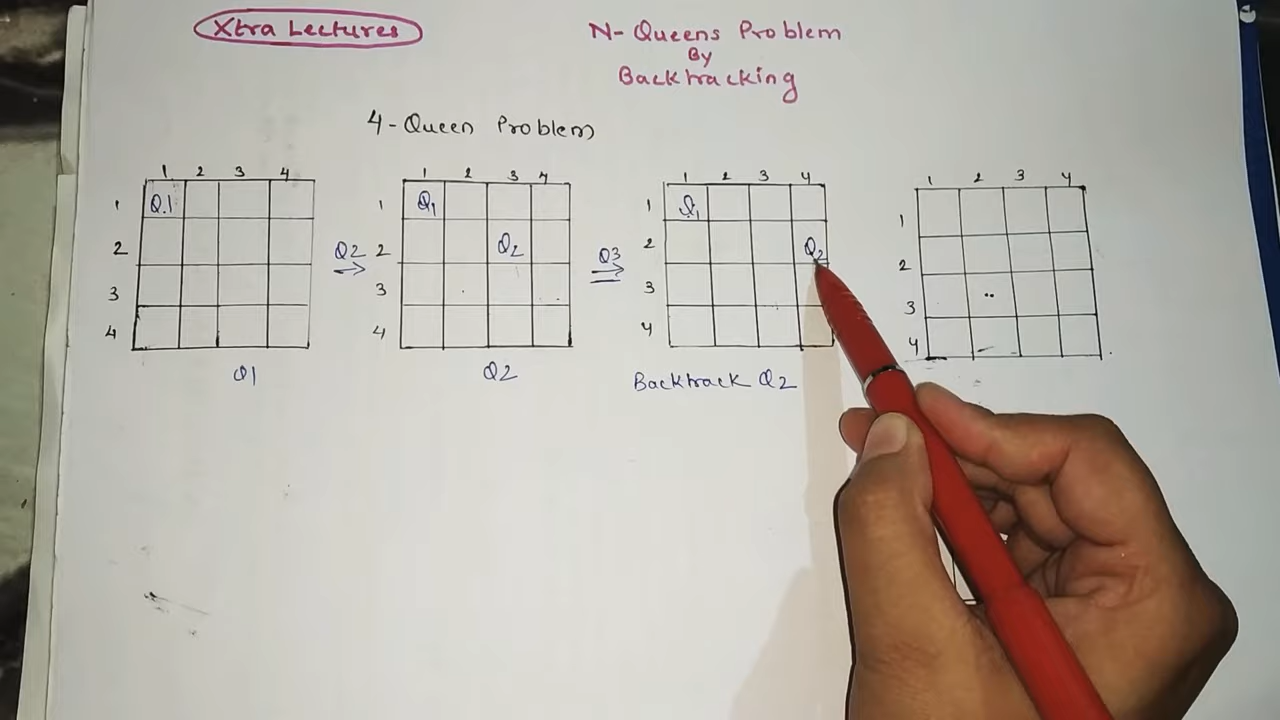 Xtra Lectures
N-Queens Problem
By
Backtracking
4-Queen Problem
1 2 3 4
1 Q1
2
3
4
Q1
Q2
1 2 3 4
1 Q1
2 Q2
3
4
Q2
Q3
1 2 3 4
1 Q1
2 Q2
3
4
Backtrack Q2
1 2 3 4
1
2
3
4